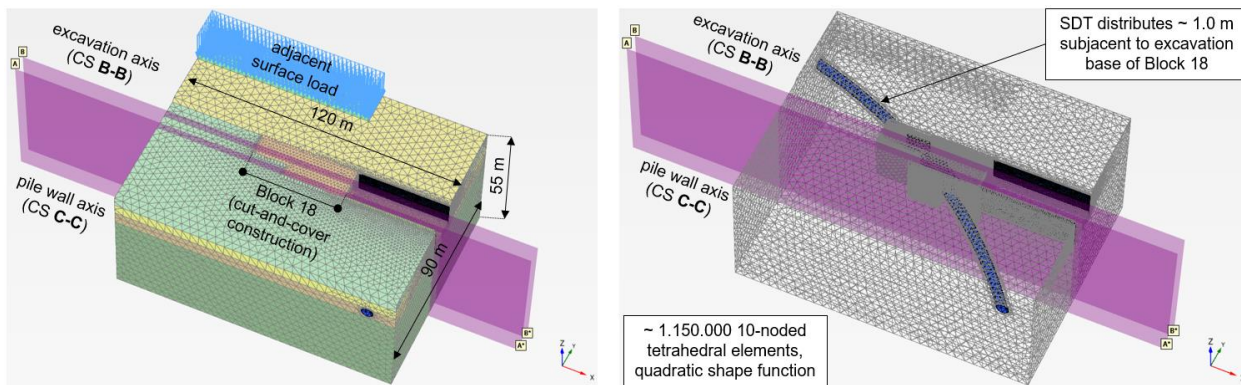 B
A
excavation axis
(CS B-B)
adjacent
surface load
120 m
55 m
Block 18
(cut-and-cover
construction)
pile wall axis
(CS C-C)
90 m
B*
A*
Z
Y
X
SDT distributes ~ 1.0 m
subjacent to excavation
base of Block 18
B
A
excavation axis
(CS B-B)
pile wall axis
(CS C-C)
~ 1.150.000 10-noded
tetrahedral elements,
quadratic shape function
B*
A*
Z
Y
X